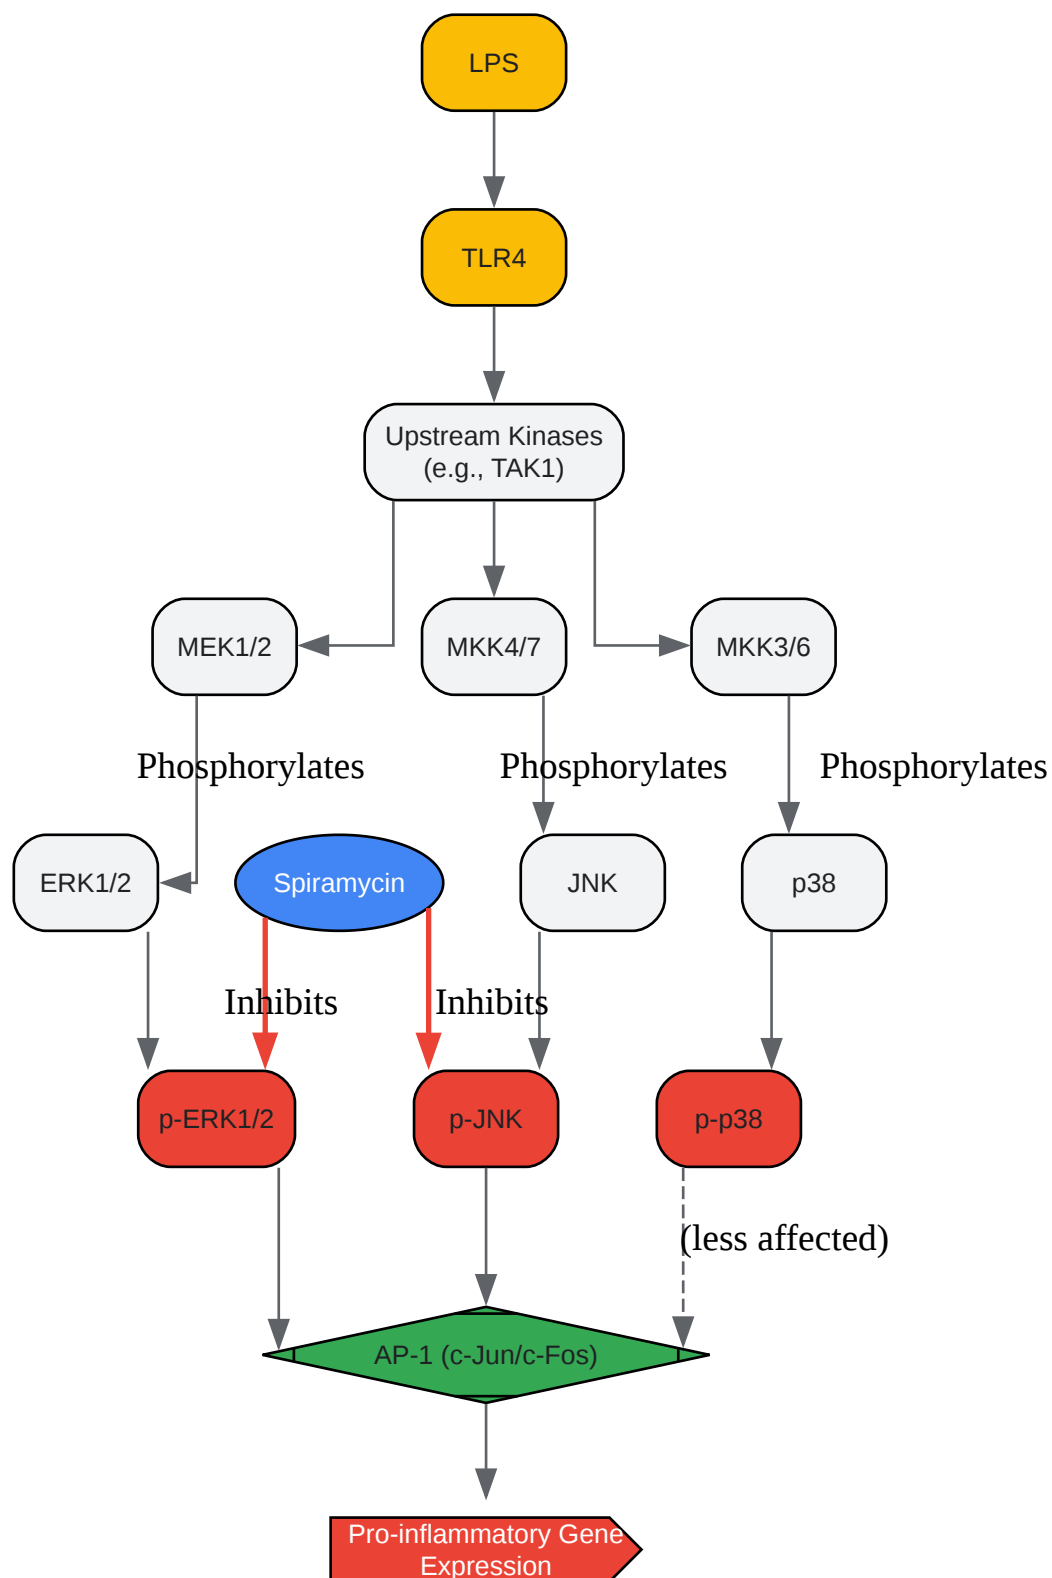 LPS
TLR4
Upstream Kinases
(e.g., TAK1)
MEK1/2
MKK4/7
MKK3/6
Phosphorylates
Phosphorylates
Phosphorylates
ERK1/2
Spiramycin
JNK
p38
Inhibits
Inhibits
p-ERK1/2
p-JNK
p-p38
(less affected)
AP-1 (c-Jun/c-Fos)
Pro-inflammatory Gene
Expression